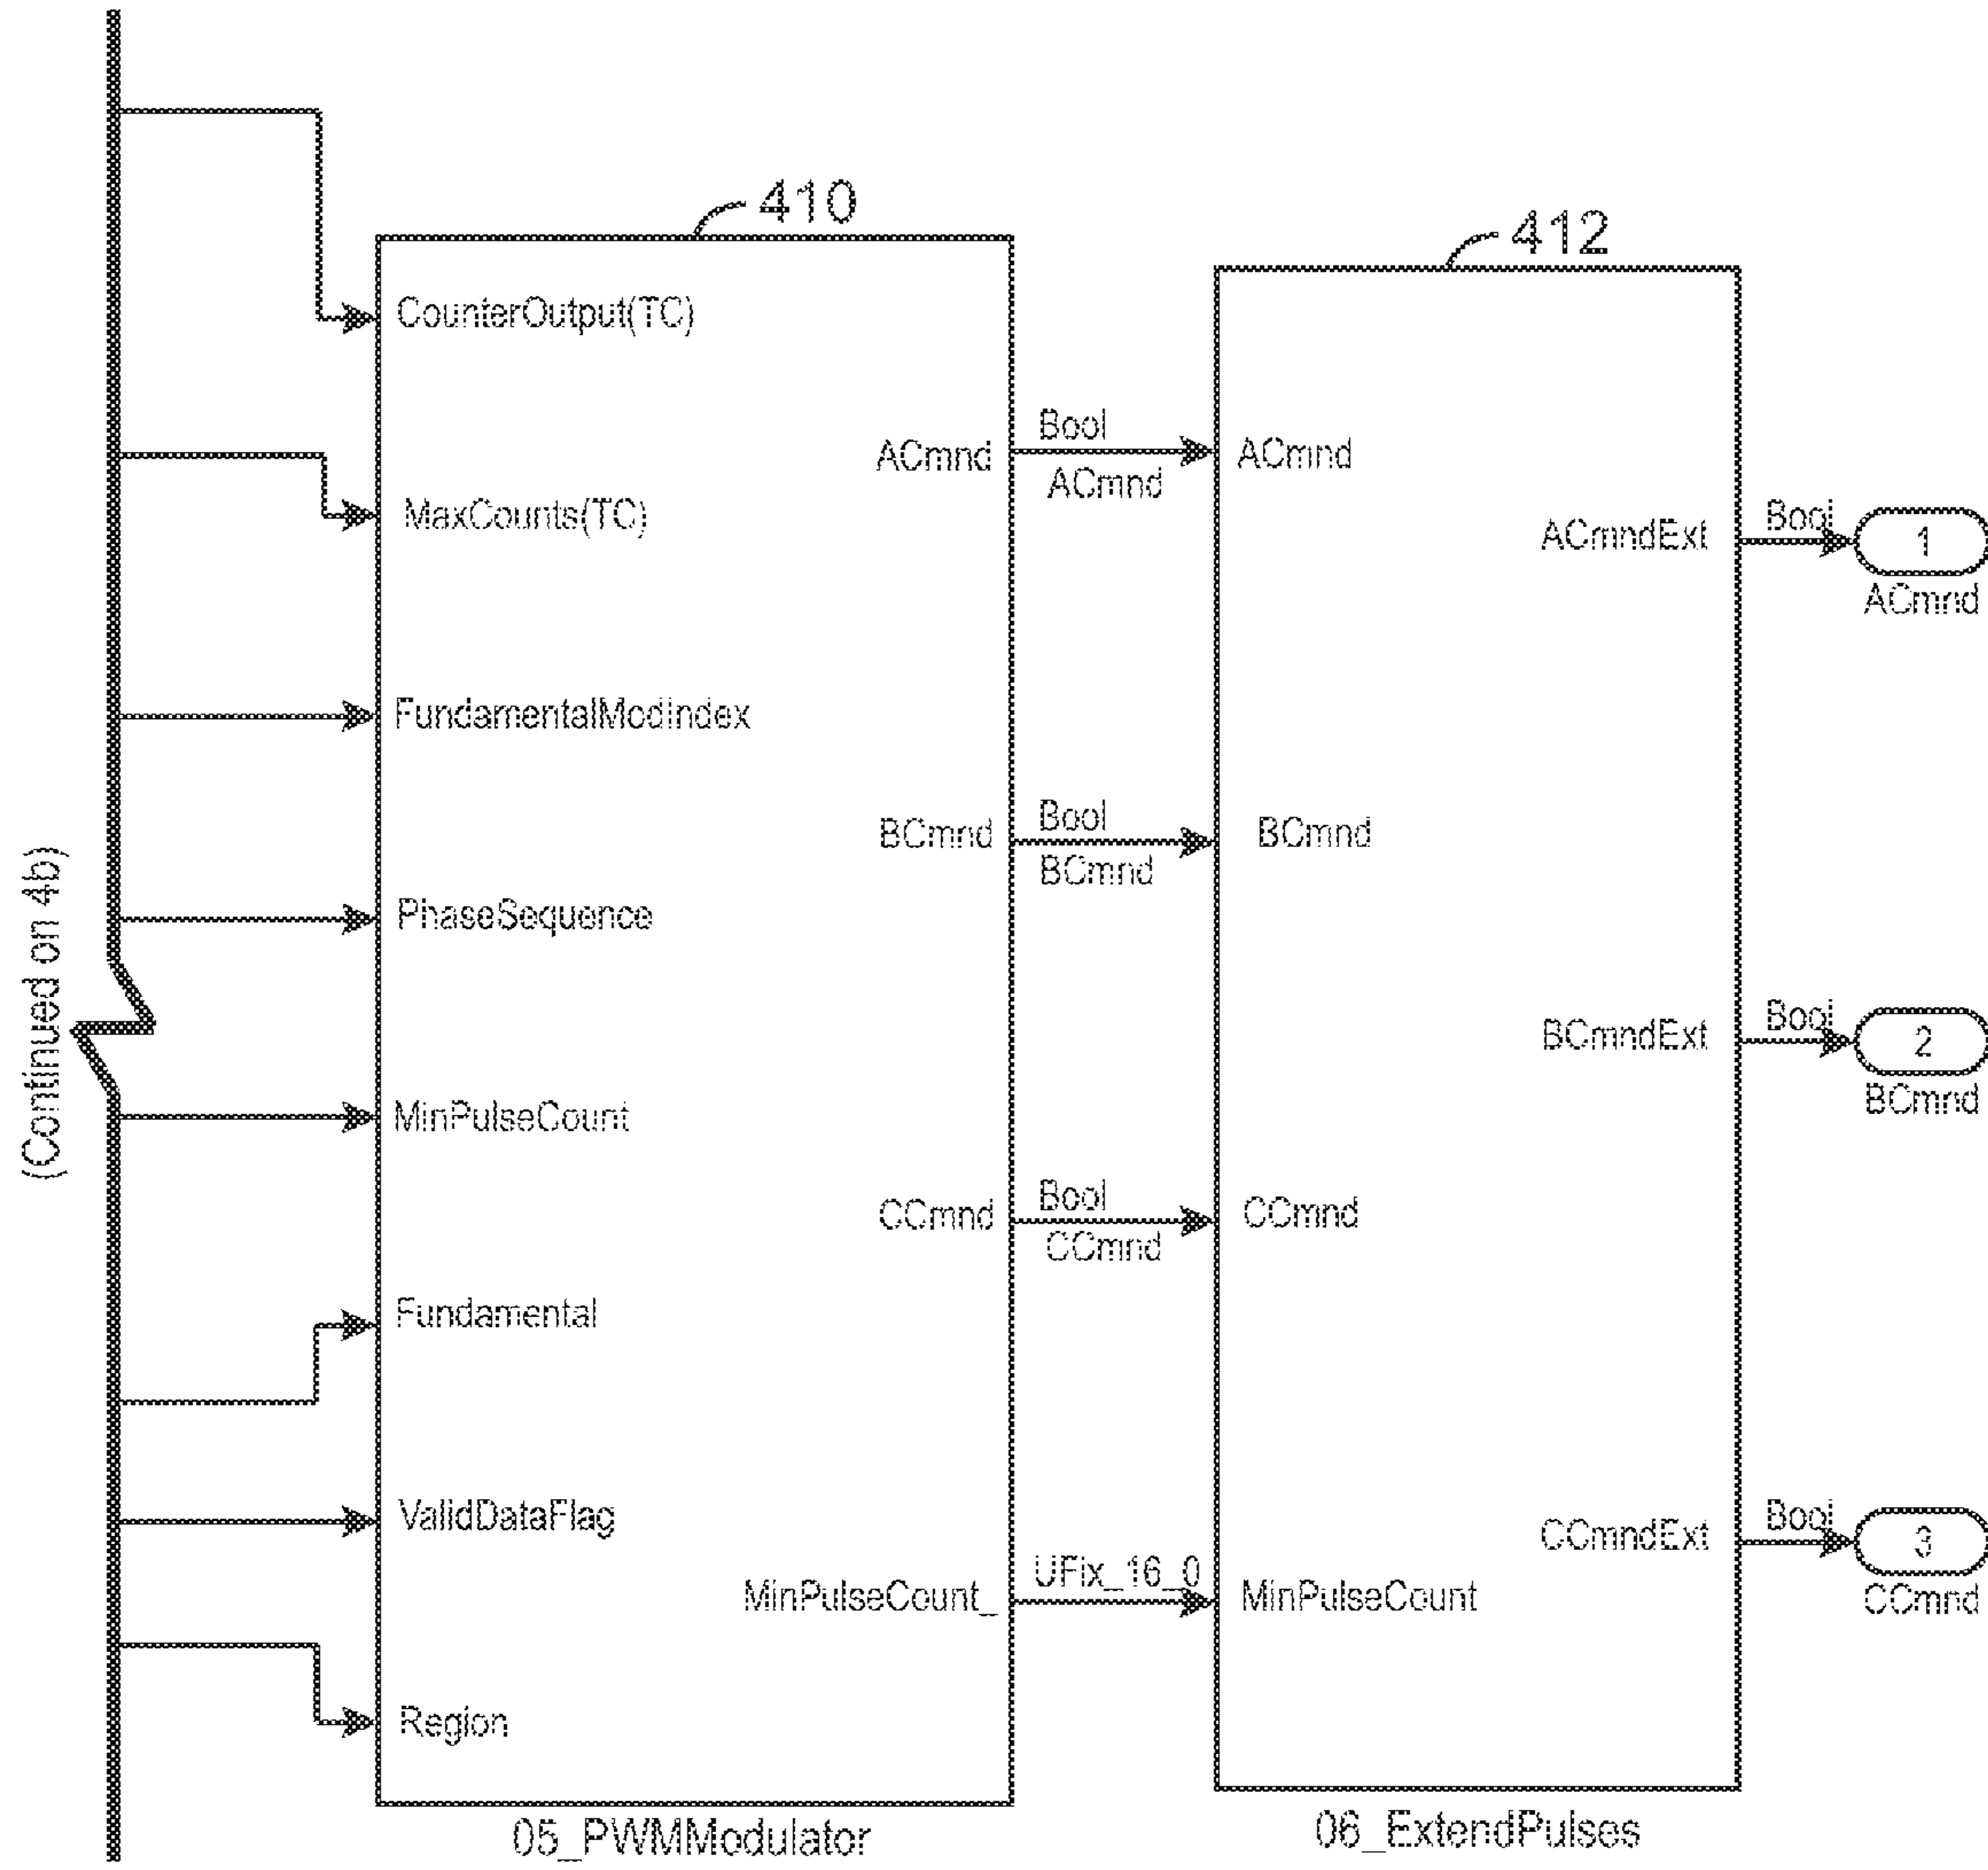 (Continued on 4b)
410
CounterOutput(TC)
MaxCounts(TC)
FundamentalModIndex
PhaseSequence
MinPulseCount
Fundamental
ValidDataFlag
Region
ACmnd
BCmnd
CCmnd
MinPulseCount_
05_PWMModulator
Bool
ACmnd
Bool
BCmnd
Bool
CCmnd
UFix_16_0
412
ACmnd
BCmnd
CCmnd
MinPulseCount
ACmndExt
BCmndExt
CCmndExt
06_ExtendPulses
Bool
1
ACmnd
Bool
2
BCmnd
Bool
3
CCmnd